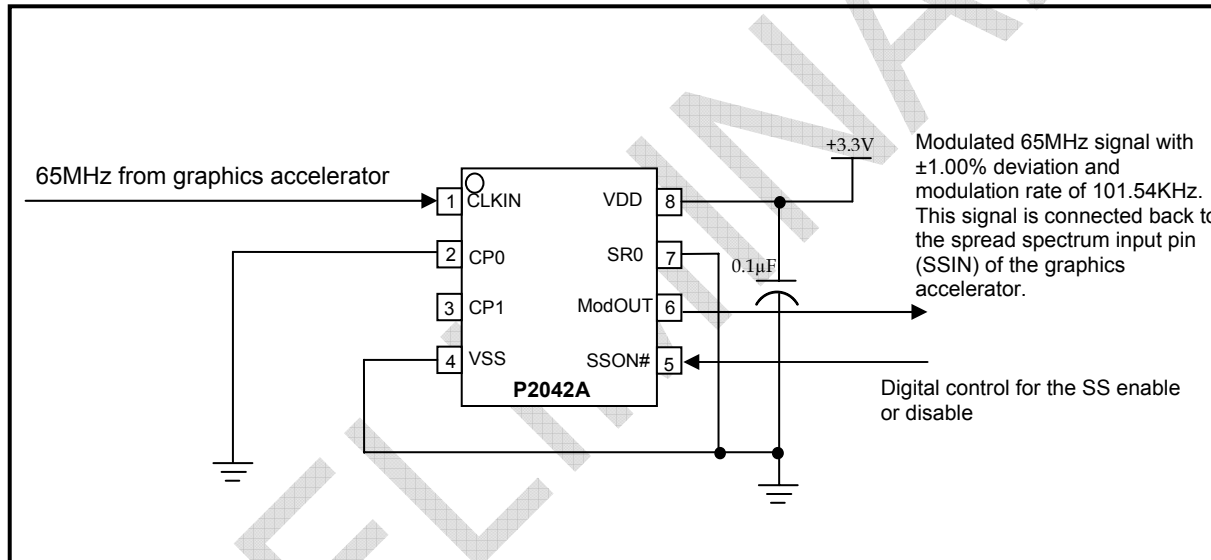 65MHz from graphics accelerator
1 CLKIN
2 CP0
3 CP1
4 VSS
VDD 8
SR0 7
ModOUT 6
SSON# 5
P2042A
+3.3V
0.1µF
Modulated 65MHz signal with
±1.00% deviation and
modulation rate of 101.54KHz.
This signal is connected back to
the spread spectrum input pin
(SSIN) of the graphics
accelerator.
Digital control for the SS enable
or disable